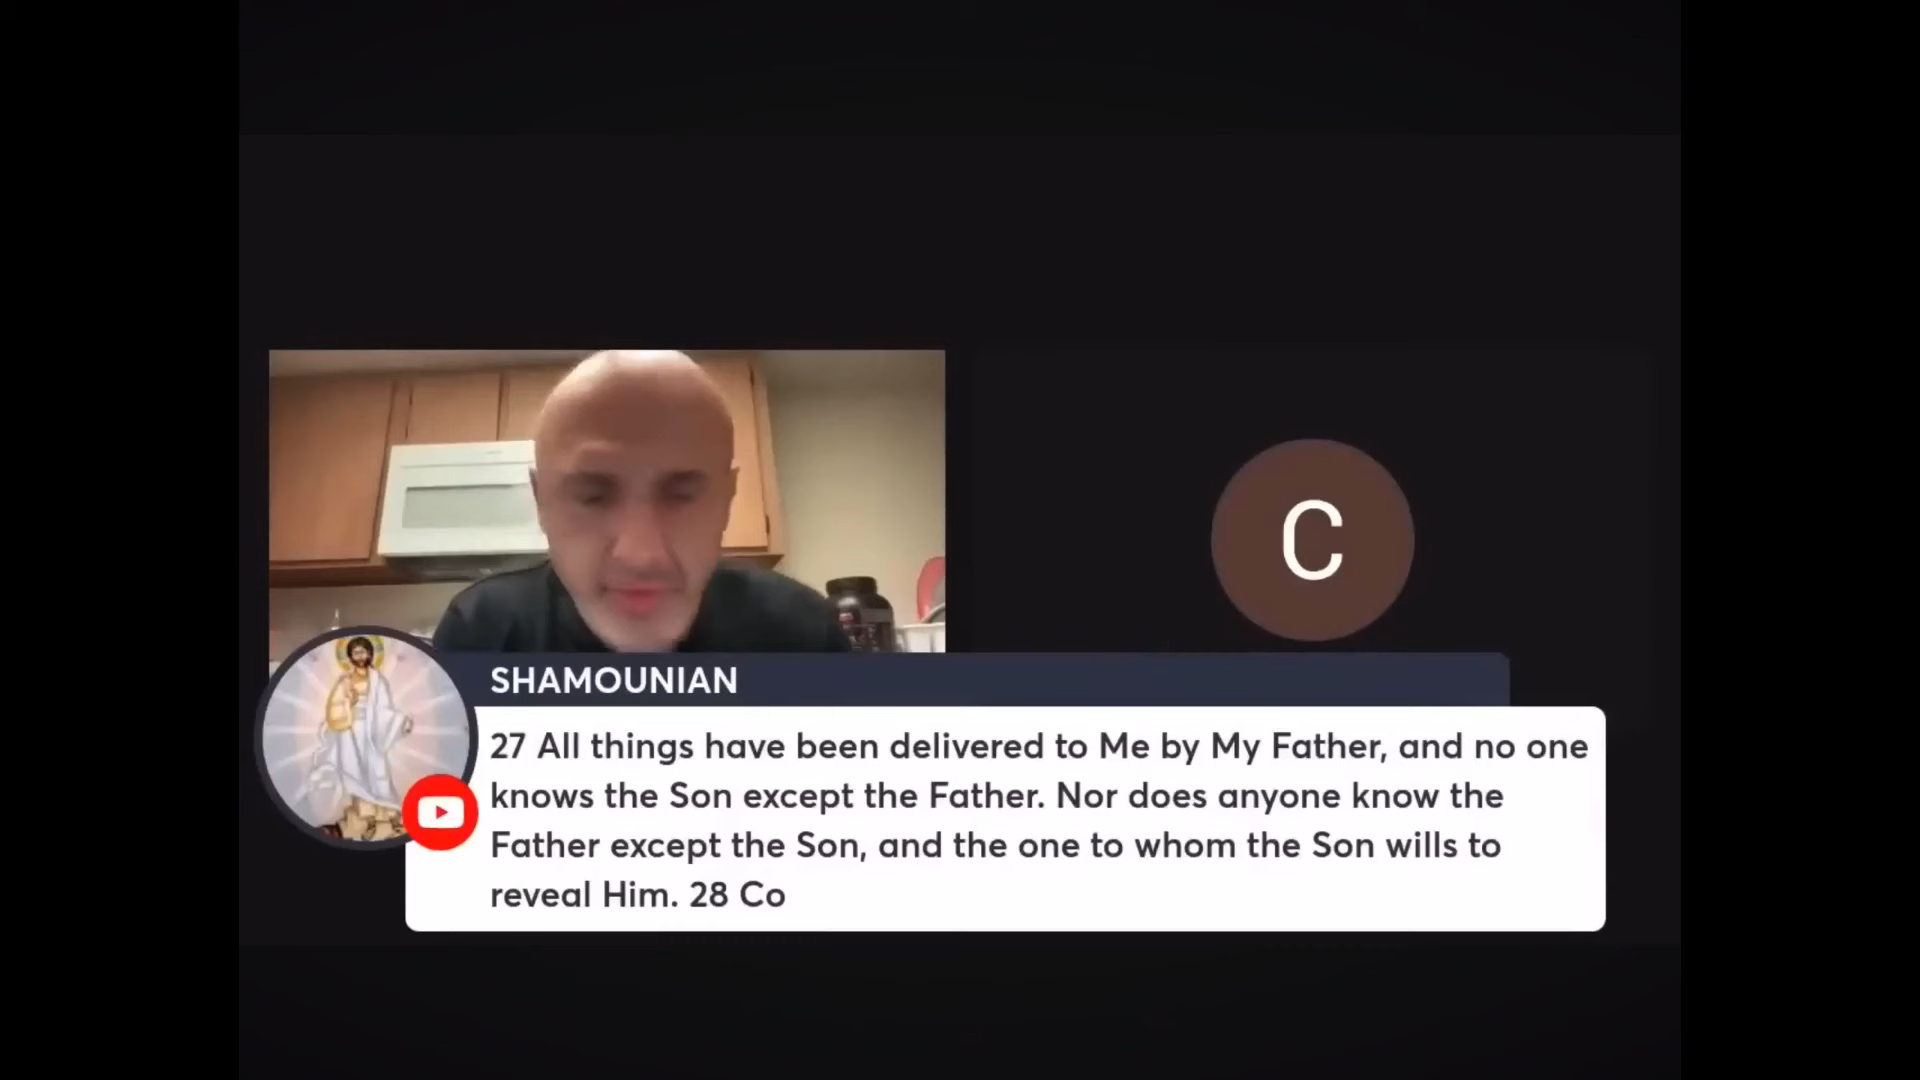 C
SHAMOUNIAN
27 All things have been delivered to Me by My Father, and no one
knows the Son except the Father. Nor does anyone know the
Father except the Son, and the one to whom the Son wills to
reveal Him. 28 Co